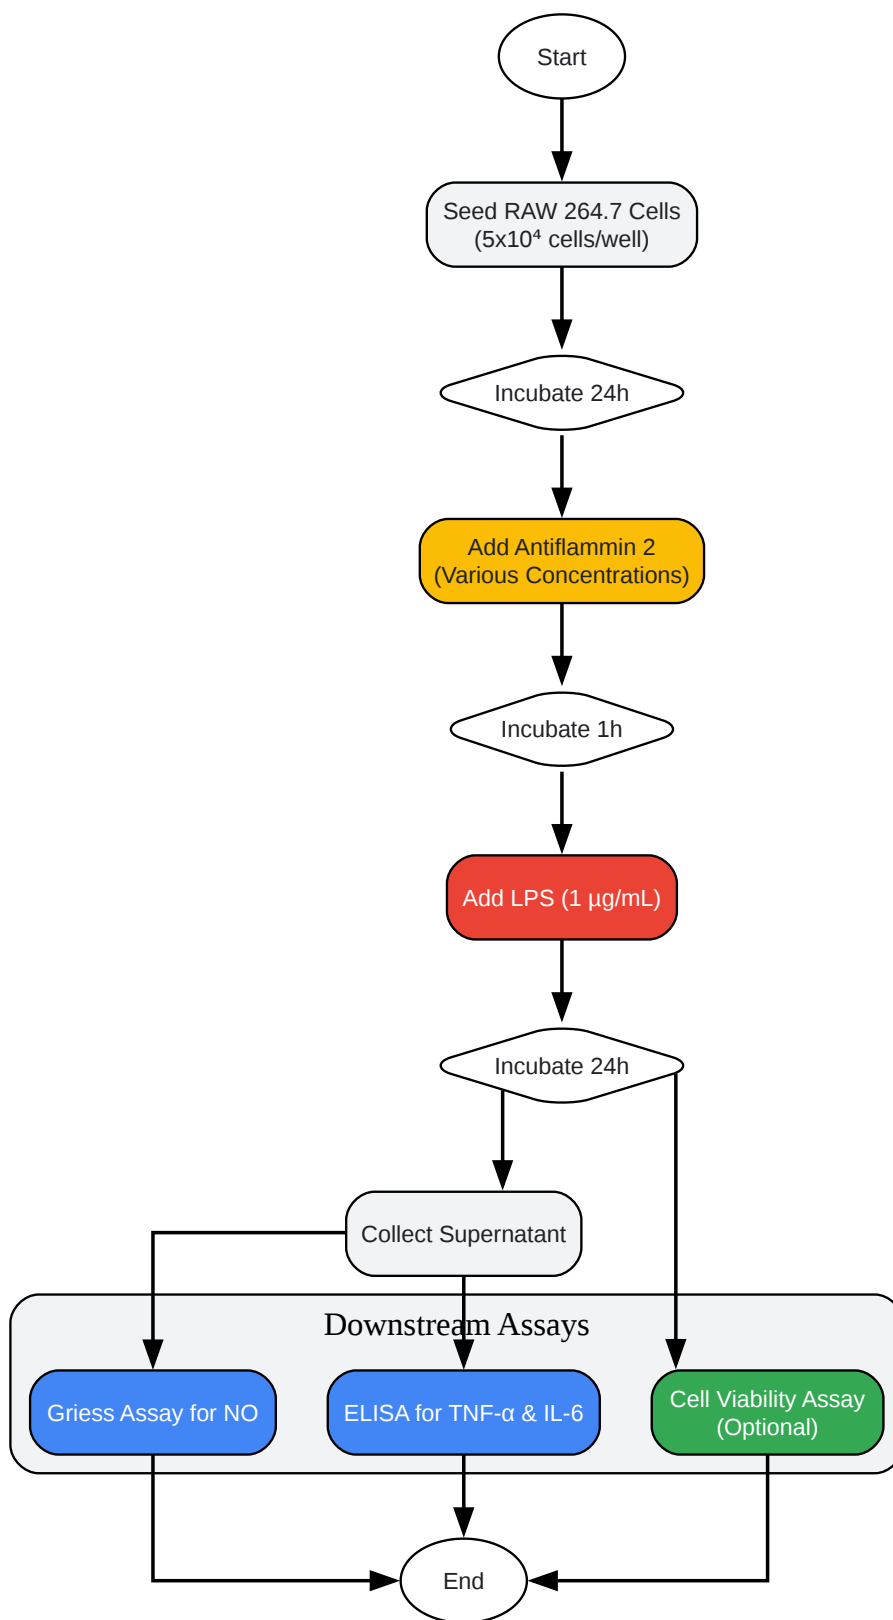 Start
Seed RAW 264.7 Cells
(5x10⁴ cells/well)
Incubate 24h
Add Antiflammin 2
(Various Concentrations)
Incubate 1h
Add LPS (1 µg/mL)
Incubate 24h
Collect Supernatant
Downstream Assays
Griess Assay for NO
ELISA for TNF-α & IL-6
Cell Viability Assay
(Optional)
End